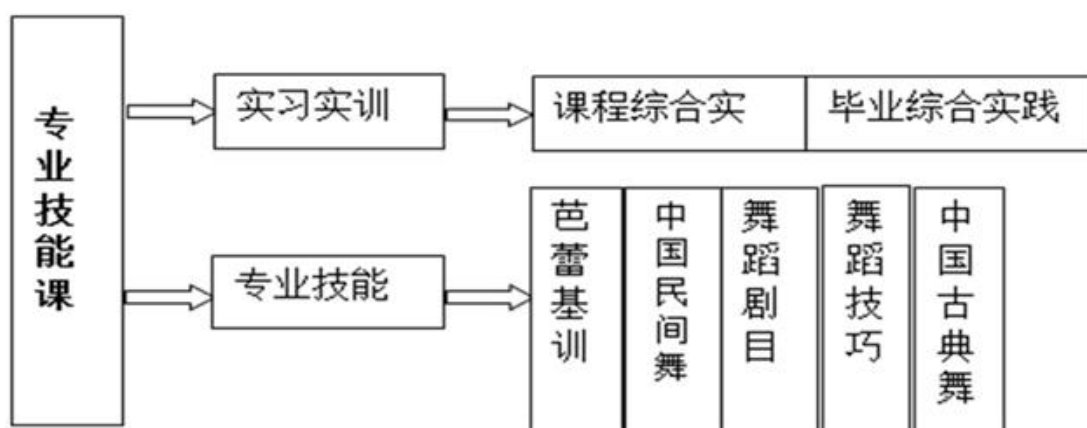 专业技能课
实习实训
课程综合实
毕业综合实践
专业技能
芭蕾基训
中国民间舞
舞蹈剧目
舞蹈技巧
中国古典舞